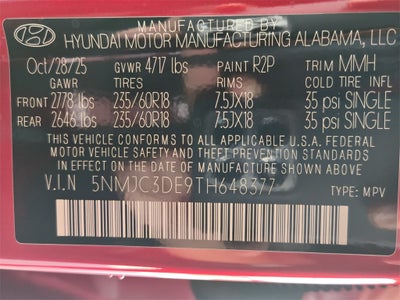 MANUFACTURED BY
HYUNDAI MOTOR MANUFACTURING ALABAMA, LLC
Oct/28/25 GVWR 4717 lbs PAINT R2P TRIM MMH
GAWR TIRES RIMS COLD TIRE INFL
FRONT 2778 lbs 235/60R18 7.5JX18 35 psi SINGLE
REAR 2646 lbs 235/60R18 7.5JX18 35 psi SINGLE
THIS VEHICLE CONFORMS TO ALL APPLICABLE U.S.A. FEDERAL
MOTOR VEHICLE SAFETY, BUMPER, AND THEFT PREVENTION
STANDARDS IN EFFECT ON THE DATE OF MANUFACTURE SHOWN ABOVE.
V.I.N 5NMJC3DE9TH648377 TYPE: MPV